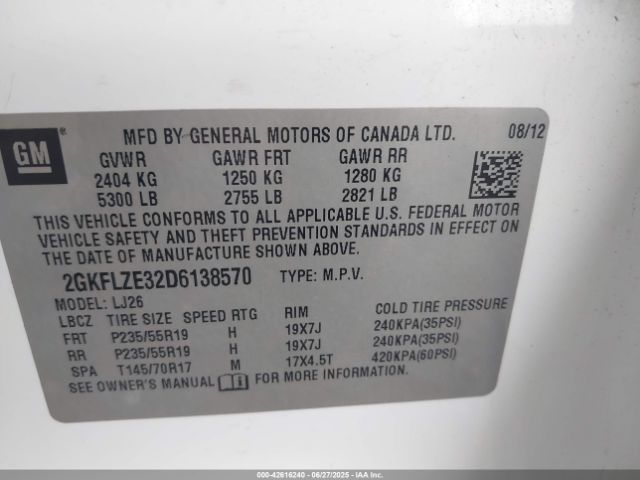 GM
MFD BY GENERAL MOTORS OF CANADA LTD. 08/12
GVWR GAWR FRT GAWR RR
2404 KG 1250 KG 1280 KG
5300 LB 2755 LB 2821 LB
THIS VEHICLE CONFORMS TO ALL APPLICABLE U.S. FEDERAL MOTOR
VEHICLE SAFETY AND THEFT PREVENTION STANDARDS IN EFFECT ON
THE DATE OF MANUFACTURE SHOWN ABOVE.
2GKFLZE32D6138570 TYPE: M.P.V.
MODEL: LJ26
LBCZ TIRE SIZE SPEED RTG RIM COLD TIRE PRESSURE
FRT P235/55R19 H 19X7J 240KPA(35PSI)
RR P235/55R19 H 19X7J 240KPA(35PSI)
SPA T145/70R17 M 17X4.5T 420KPA(60PSI)
SEE OWNER'S MANUAL FOR MORE INFORMATION.
000-42616240 - 06/27/2025 - IAA Inc.